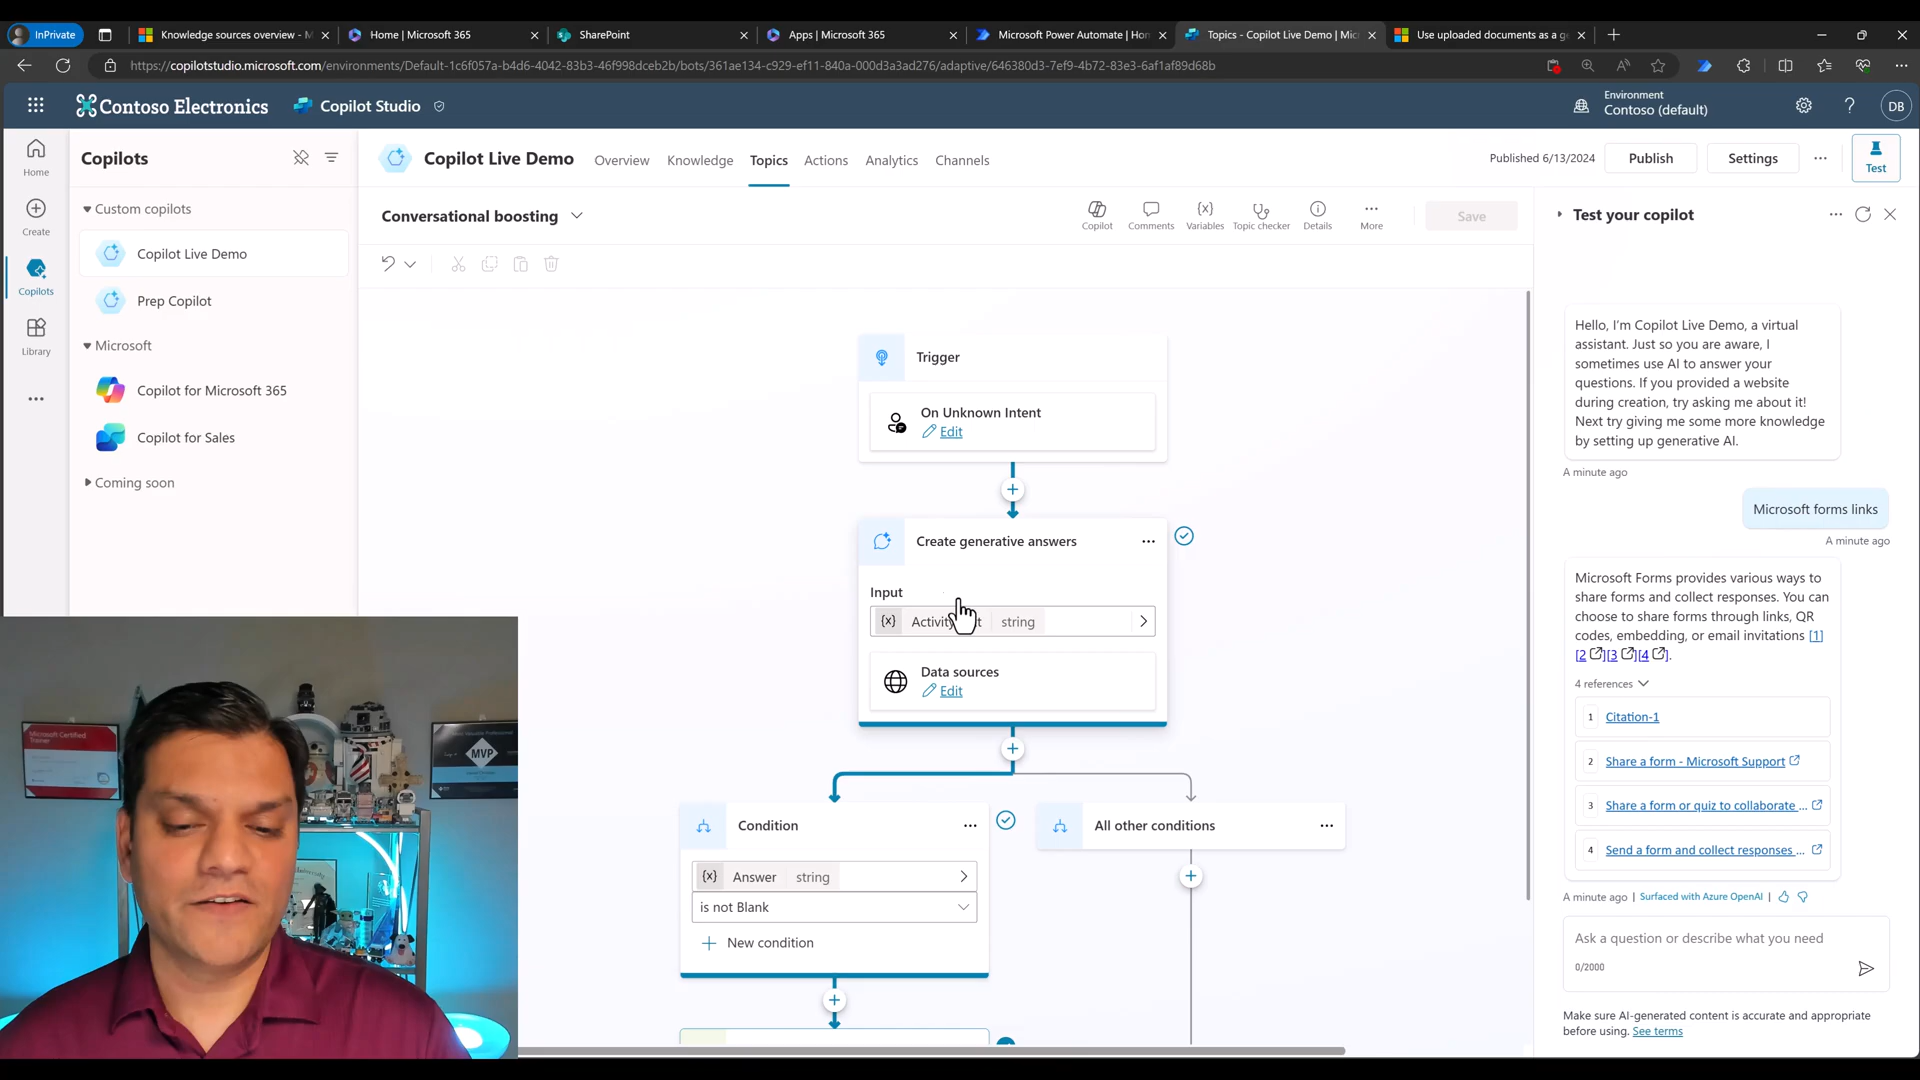 InPrivate
Knowledge sources overview - M
Home | Microsoft 365
SharePoint
Apps | Microsoft 365
Microsoft Power Automate | Hom
Topics - Copilot Live Demo | Micr
Use uploaded documents as a ge
https://copilotstudio.microsoft.com/environments/Default-1c6f057a-b4d6-4042-83b3-46f998dceb2b/bots/361ae134-c929-ef11-840a-000d3a3ad276/adaptive/646380d3-7ef9-4b72-83e3-6af1af89d68b
Contoso Electronics
Copilot Studio
Environment
Contoso (default)
DB
Home
Create
Copilots
Library
Copilots
Custom copilots
Copilot Live Demo
Prep Copilot
Microsoft
Copilot for Microsoft 365
Copilot for Sales
Coming soon
Copilot Live Demo
Overview
Knowledge
Topics
Actions
Analytics
Channels
Published 6/13/2024
Publish
Settings
Test
Conversational boosting
Copilot
Comments
Variables
Topic checker
Details
More
Save
Trigger
On Unknown Intent
Edit
Create generative answers
Input
{x} Activity t string
Data sources
Edit
Condition
{x} Answer string
is not Blank
New condition
All other conditions
Test your copilot
Hello, I'm Copilot Live Demo, a virtual
assistant. Just so you are aware, I
sometimes use AI to answer your
questions. If you provided a website
during creation, try asking me about it!
Next try giving me some more knowledge
by setting up generative AI.
A minute ago
Microsoft forms links
A minute ago
Microsoft Forms provides various ways to
share forms and collect responses. You can
choose to share forms through links, QR
codes, embedding, or email invitations [1]
[2 ][3 ][4 ].
4 references
1 Citation-1
2 Share a form - Microsoft Support
3 Share a form or quiz to collaborate ...
4 Send a form and collect responses ...
A minute ago | Surfaced with Azure OpenAI |
Ask a question or describe what you need
0/2000
Make sure AI-generated content is accurate and appropriate
before using. See terms
Microsoft Certified
Trainer
MVP